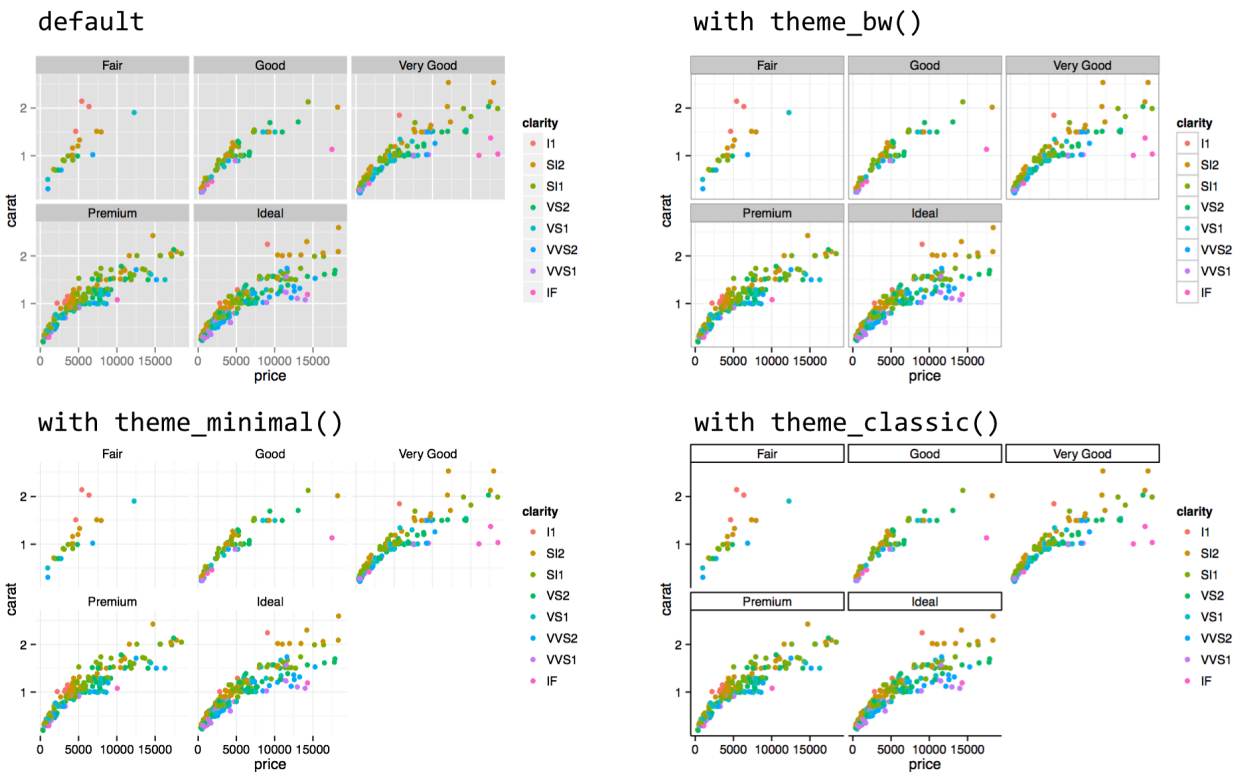 default
Fair Good Very Good
2
1
Premium Ideal
2
1
0 5000 10000 15000 0 5000 10000 15000
price
carat
clarity
I1
SI2
SI1
VS2
VS1
VVS2
VVS1
IF
with theme_bw()
Fair Good Very Good
2
1
Premium Ideal
2
1
0 5000 10000 15000 0 5000 10000 15000
price
carat
clarity
I1
SI2
SI1
VS2
VS1
VVS2
VVS1
IF
with theme_minimal()
Fair Good Very Good
2
1
Premium Ideal
2
1
0 5000 10000 15000 0 5000 10000 15000
price
carat
clarity
I1
SI2
SI1
VS2
VS1
VVS2
VVS1
IF
with theme_classic()
Fair Good Very Good
2
1
Premium Ideal
2
1
0 5000 10000 15000 0 5000 10000 15000
price
carat
clarity
I1
SI2
SI1
VS2
VS1
VVS2
VVS1
IF